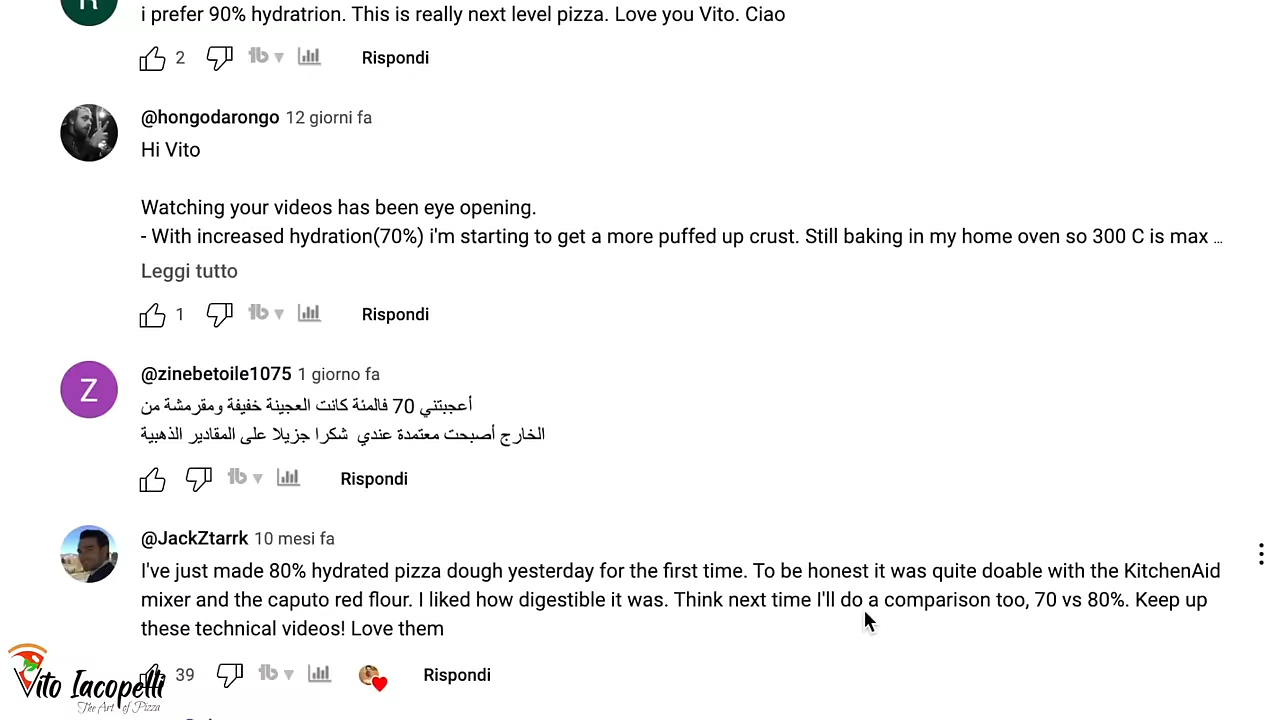 i prefer 90% hydratrion. This is really next level pizza. Love you Vito. Ciao
2 Rispondi
@hongodarongo 12 giorni fa
Hi Vito
Watching your videos has been eye opening.
- With increased hydration(70%) i'm starting to get a more puffed up crust. Still baking in my home oven so 300 C is max ...
Leggi tutto
1 Rispondi
Z
@zinebetoile1075 1 giorno fa
أعجبتني 70 فالمئة كانت العجينة خفيفة ومقرمشة من
الخارج أصبحت معتمدة عندي شكرا جزيلا على المقادير الذهبية
Rispondi
@JackZtarrk 10 mesi fa
I've just made 80% hydrated pizza dough yesterday for the first time. To be honest it was quite doable with the KitchenAid
mixer and the caputo red flour. I liked how digestible it was. Think next time I'll do a comparison too, 70 vs 80%. Keep up
these technical videos! Love them
39 Rispondi
Vito Iacopelli
The Art of Pizza